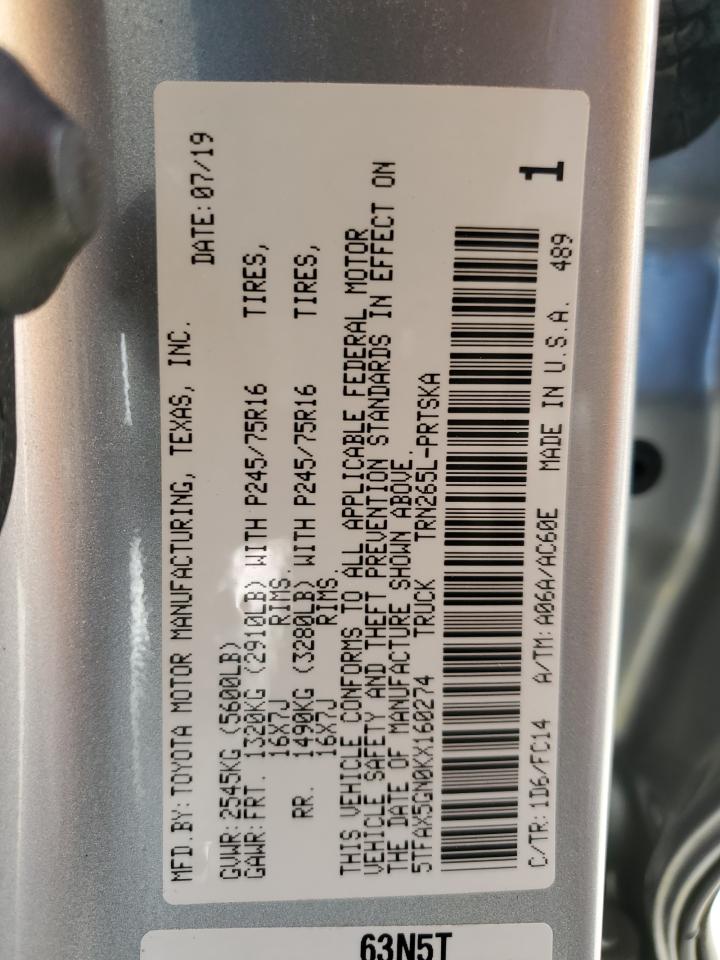 MFD.BY:TOYOTA MOTOR MANUFACTURING, TEXAS, INC.
DATE:07/19
GVWR:2545KG (5600LB)
GAWR:FRT. 1320KG (2910LB) WITH P245/75R16 TIRES,
16X7J RIMS.
RR. 1490KG (3280LB) WITH P245/75R16 TIRES,
16X7J RIMS.
THIS VEHICLE CONFORMS TO ALL APPLICABLE FEDERAL MOTOR
VEHICLE SAFETY AND THEFT PREVENTION STANDARDS IN EFFECT ON
THE DATE OF MANUFACTURE SHOWN ABOVE.
5TFAX5GN0KX160274 TRUCK TRN265L-PRTSKA
1
C/TR:1D6/FC14 A/TM:A06A/AC60E MADE IN U.S.A. 489
63N5T